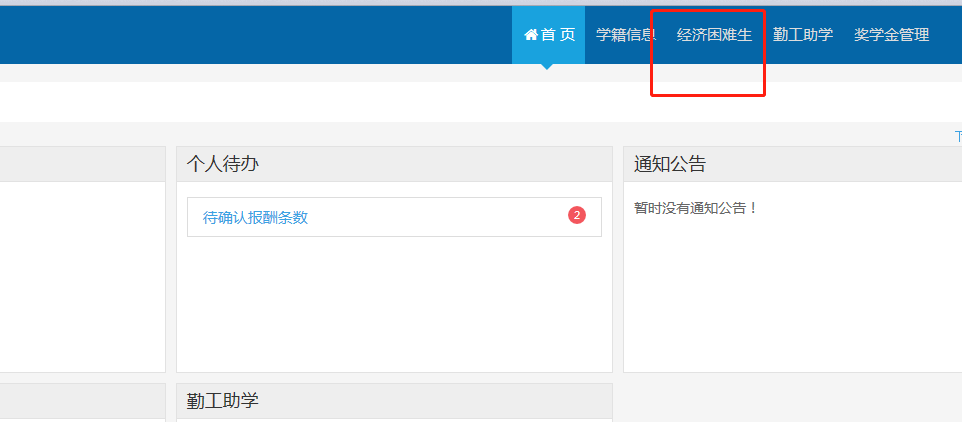 首 页 学籍信息 经济困难生 勤工助学 奖学金管理
个人待办
待确认报酬条数 2
通知公告
暂时没有通知公告！
勤工助学